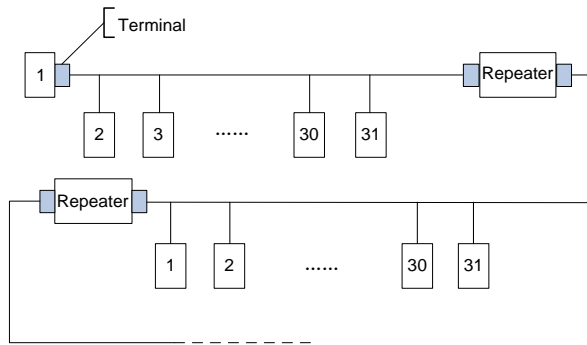 Terminal
1
Repeater
2 3 ...... 30 31
Repeater
1 2 ...... 30 31